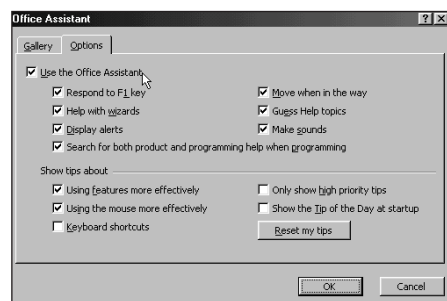 Office Assistant
Gallery Options
Use the Office Assistant
Respond to F1 key Move when in the way
Help with wizards Guess Help topics
Display alerts Make sounds
Search for both product and programming help when programming
Show tips about
Using features more effectively Only show high priority tips
Using the mouse more effectively Show the Tip of the Day at startup
Keyboard shortcuts Reset my tips
OK Cancel